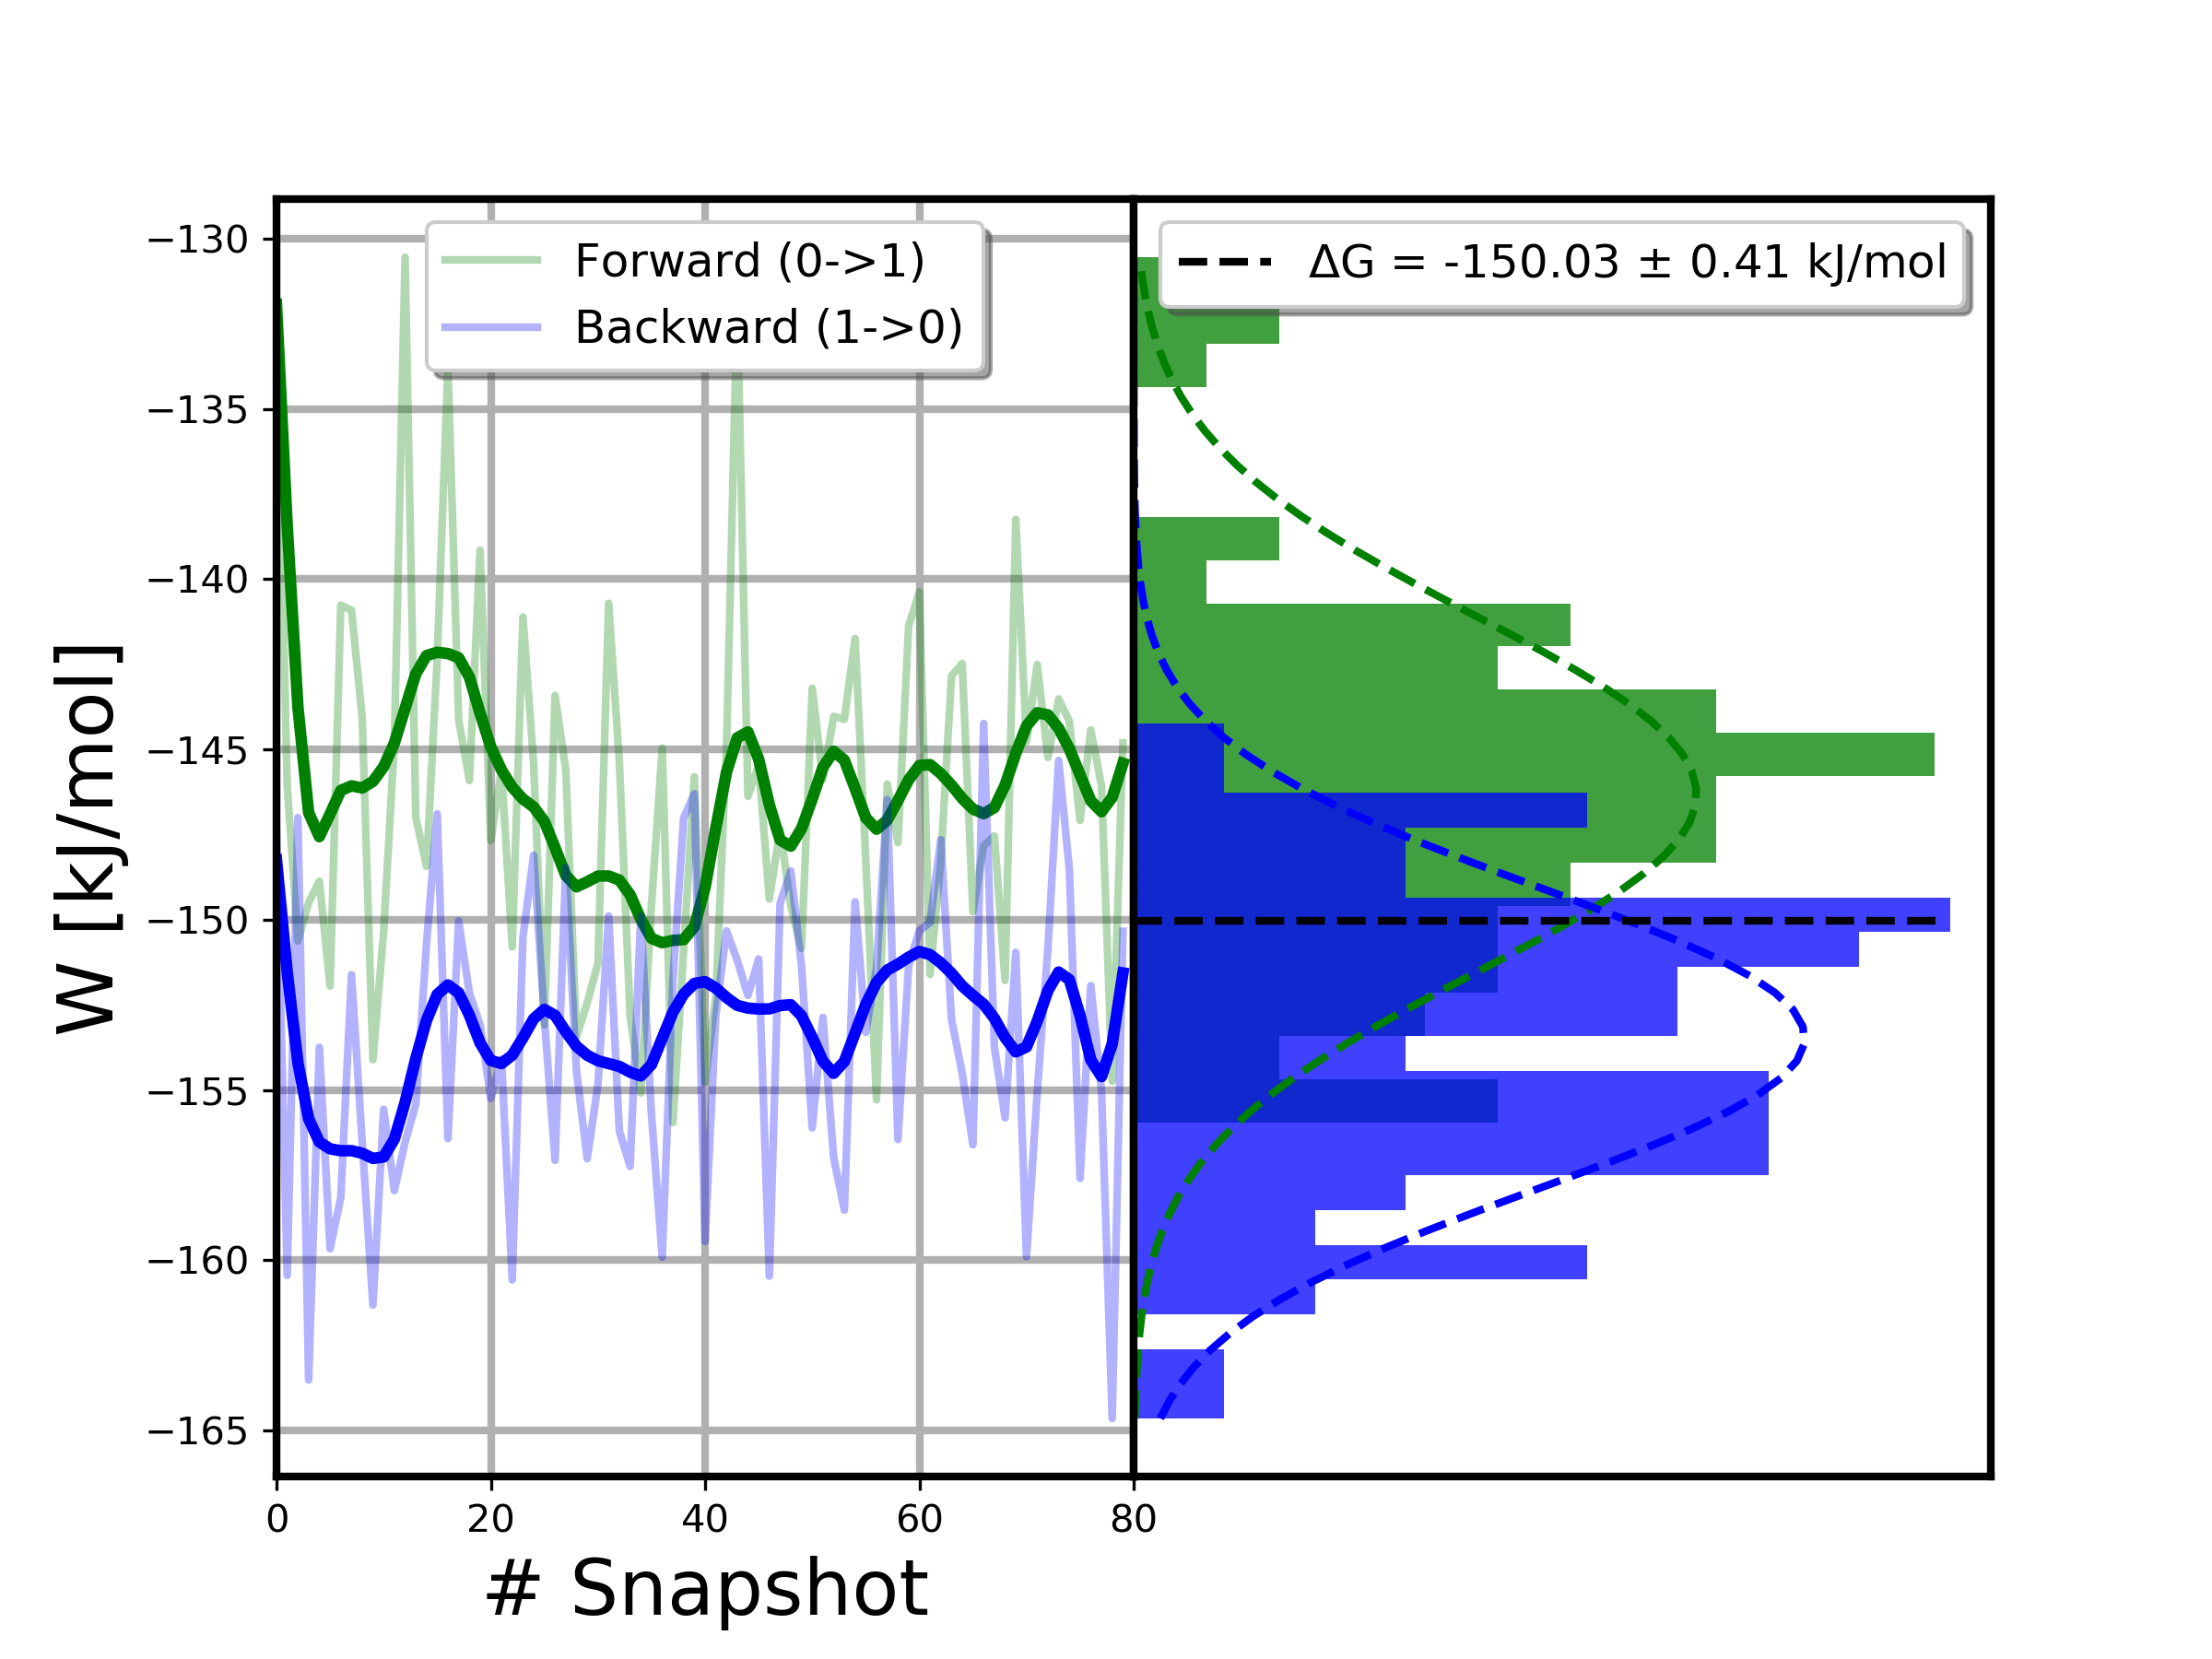 Forward (0->1)
Backward (1->0)
ΔG = -150.03 ± 0.41 kJ/mol
W [kJ/mol]
−130
−135
−140
−145
−150
−155
−160
−165
0 20 40 60 80
# Snapshot